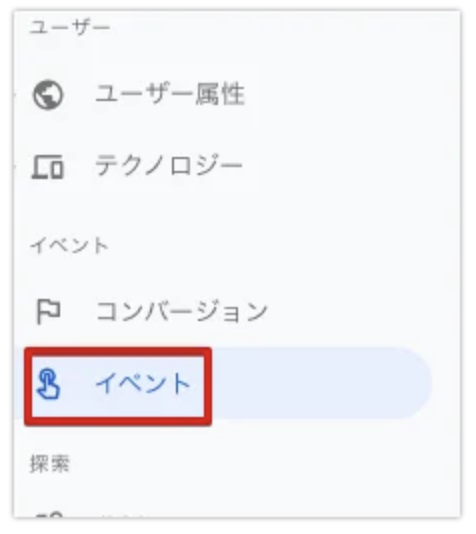 ユーザー
ユーザー属性
テクノロジー
イベント
コンバージョン
イベント
探索